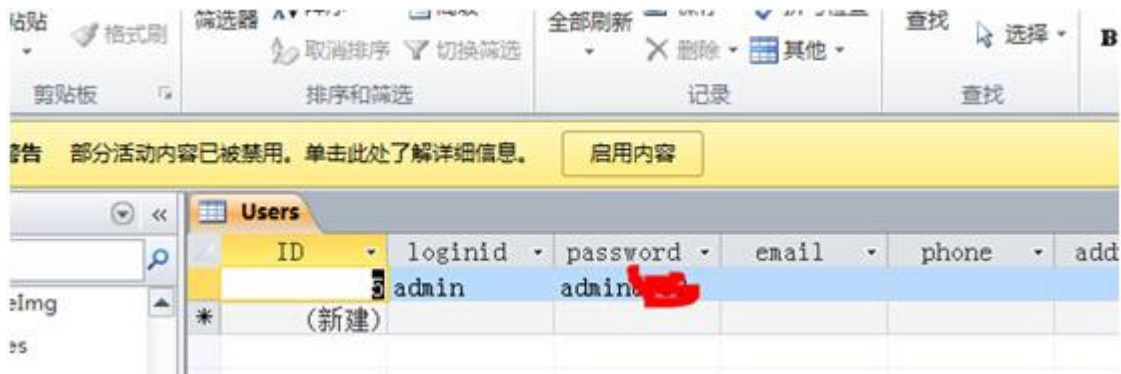 粘贴
格式刷
筛选器
取消排序
切换筛选
全部刷新
删除
其他
查找
选择
B
剪贴板
排序和筛选
记录
查找
警告 部分活动内容已被禁用。单击此处了解详细信息。 启用内容
Users
ID loginid password email phone add
5 admin admin
eImg
* (新建)
es